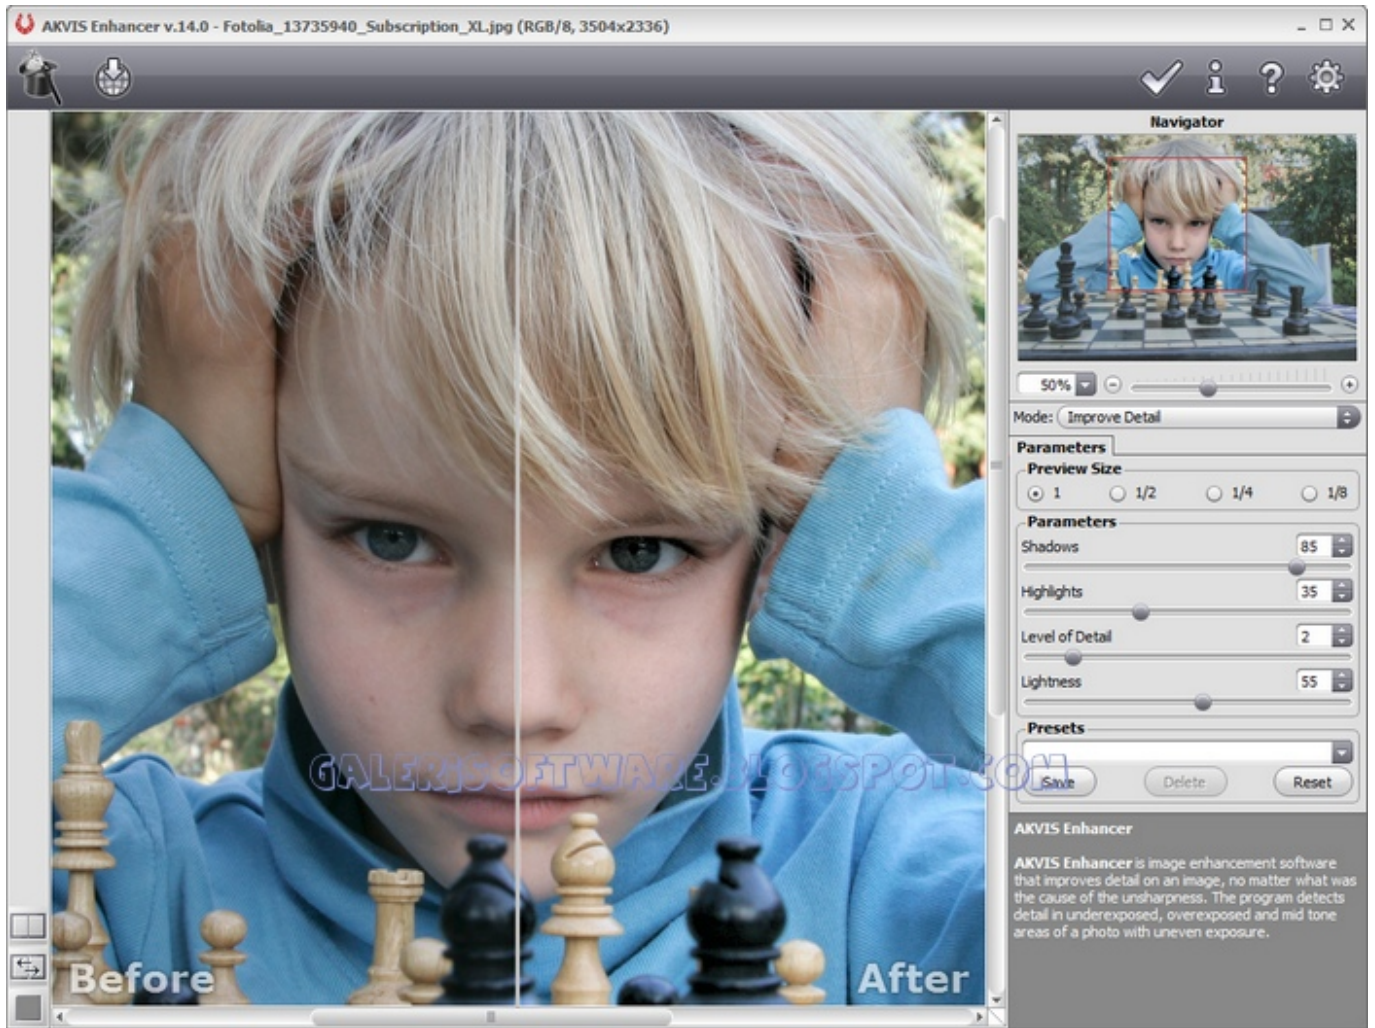 AKVIS Enhancer v.14.0 - Fotolia_13735940_Subscription_XL.jpg (RGB/8, 3504x2336)
Navigator
50%
Mode: Improve Detail
Parameters
Preview Size
1 1/2 1/4 1/8
Parameters
Shadows 85
Highlights 35
Level of Detail 2
Lightness 55
Presets
Save Delete Reset
AKVIS Enhancer
AKVIS Enhancer is image enhancement software
that improves detail on an image, no matter what was
the cause of the unsharpness. The program detects
detail in underexposed, overexposed and mid tone
areas of a photo with uneven exposure.
GALERISOFTWARE.BLOGSPOT.COM
Before After